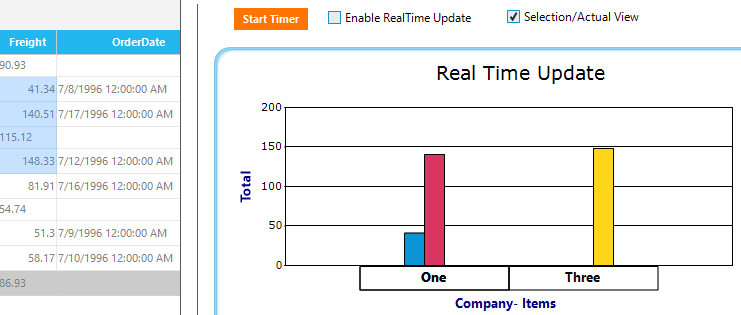 Start Timer
Enable RealTime Update
Selection/Actual View
Freight OrderDate
90.93
41.34 7/8/1996 12:00:00 AM
140.51 7/17/1996 12:00:00 AM
115.12
148.33 7/12/1996 12:00:00 AM
81.91 7/16/1996 12:00:00 AM
54.74
51.3 7/9/1996 12:00:00 AM
58.17 7/10/1996 12:00:00 AM
86.93
Real Time Update
200
150
100
50
0
Total
One
Three
Company- Items